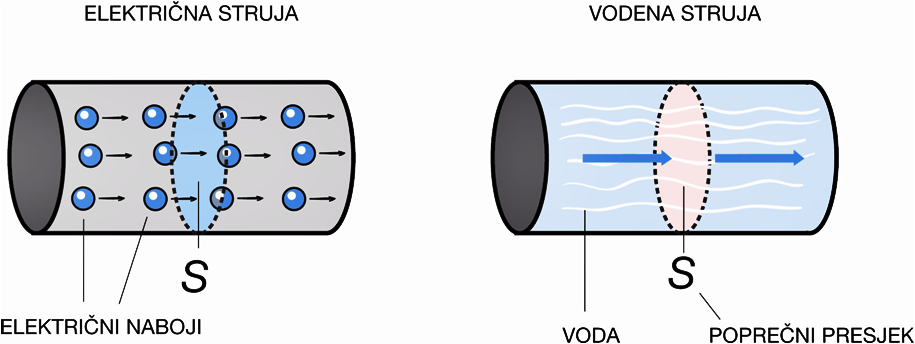 ELEKTRIČNA STRUJA
VODENA STRUJA
S
S
ELEKTRIČNI NABOJI
VODA
POPREČNI PRESJEK